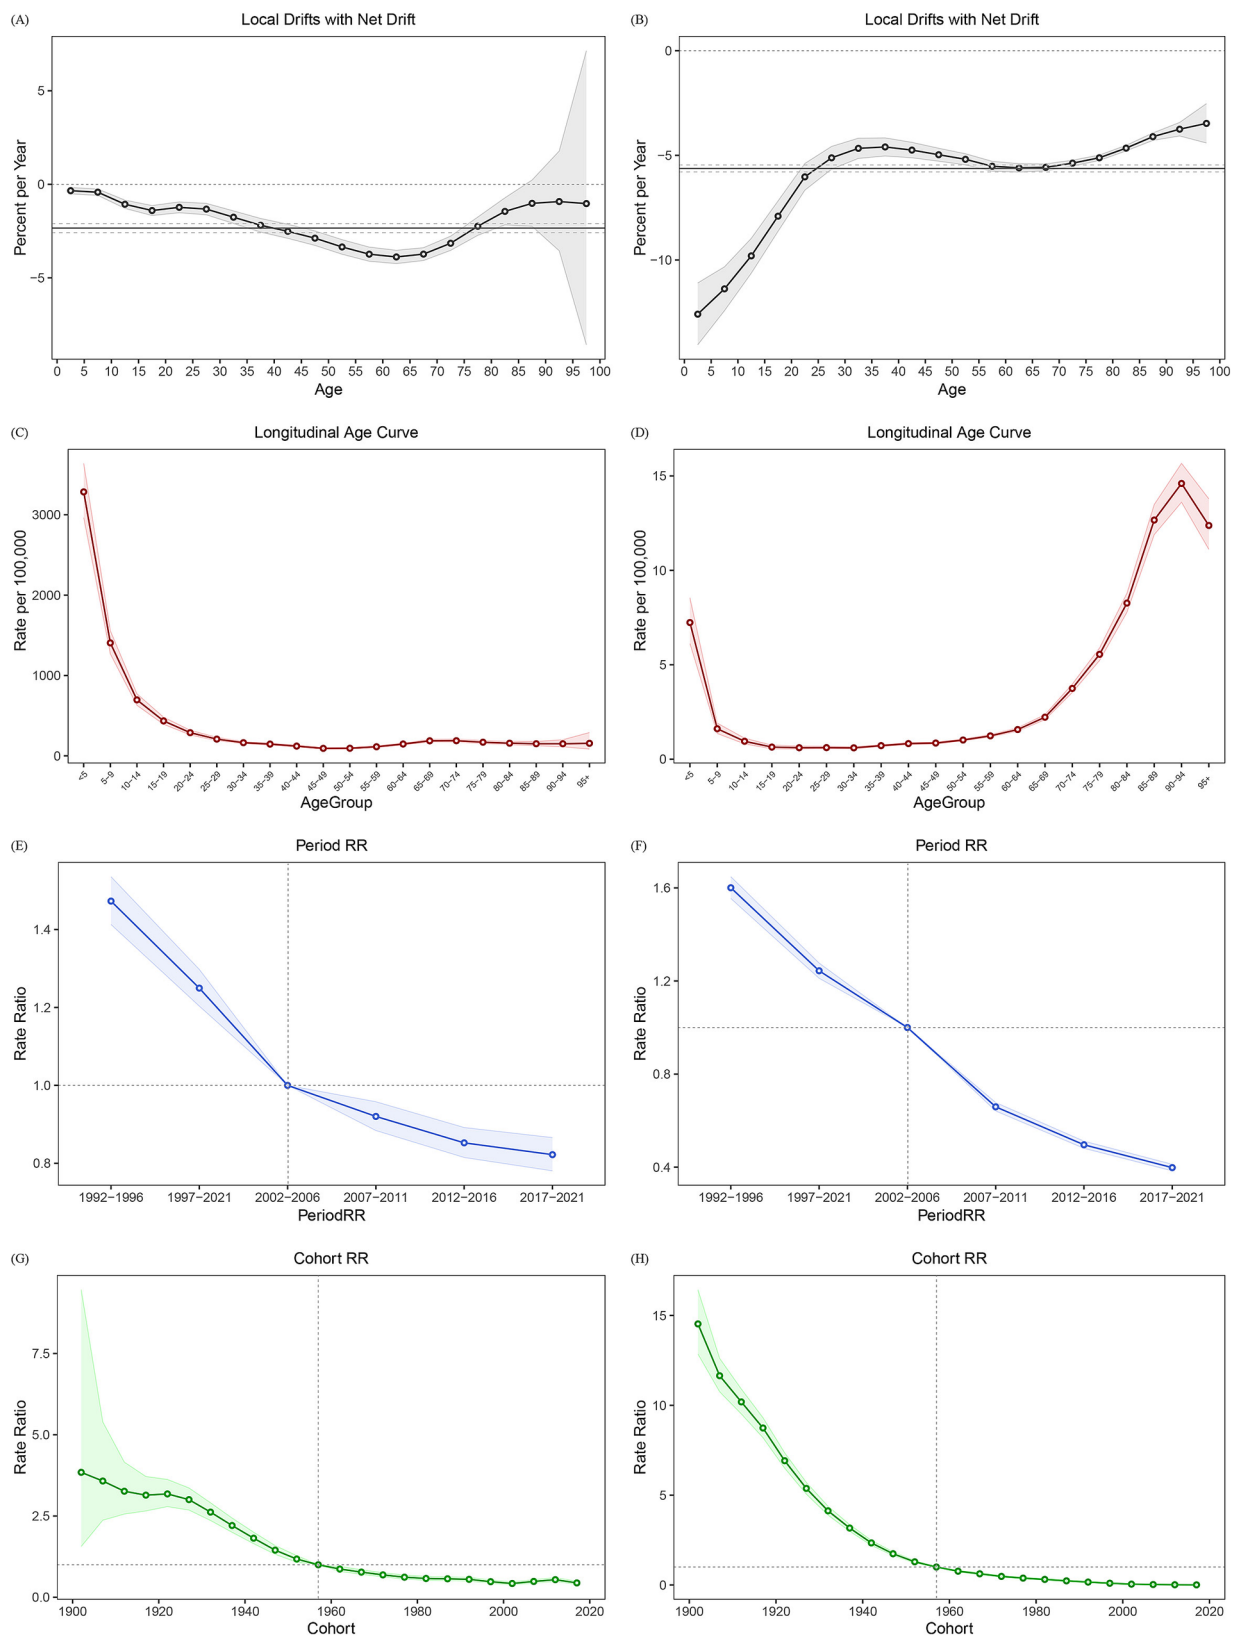 (A) Local Drifts with Net Drift
Percent per Year
5
0
−5
0 5 10 15 20 25 30 35 40 45 50 55 60 65 70 75 80 85 90 95 100
Age
(B) Local Drifts with Net Drift
Percent per Year
0
−5
−10
0 5 10 15 20 25 30 35 40 45 50 55 60 65 70 75 80 85 90 95 100
Age
(C) Longitudinal Age Curve
Rate per 100,000
3000
2000
1000
0
<5 5−9 10−14 15−19 20−24 25−29 30−34 35−39 40−44 45−49 50−54 55−59 60−64 65−69 70−74 75−79 80−84 85−89 90−94 95+
AgeGroup
(D) Longitudinal Age Curve
Rate per 100,000
15
10
5
0
<5 5−9 10−14 15−19 20−24 25−29 30−34 35−39 40−44 45−49 50−54 55−59 60−64 65−69 70−74 75−79 80−84 85−89 90−94 95+
AgeGroup
(E) Period RR
Rate Ratio
1.4
1.2
1.0
0.8
1992−1996 1997−2021 2002−2006 2007−2011 2012−2016 2017−2021
PeriodRR
(F) Period RR
Rate Ratio
1.6
1.2
0.8
0.4
1992−1996 1997−2021 2002−2006 2007−2011 2012−2016 2017−2021
PeriodRR
(G) Cohort RR
Rate Ratio
7.5
5.0
2.5
0.0
1900 1920 1940 1960 1980 2000 2020
Cohort
(H) Cohort RR
Rate Ratio
15
10
5
0
1900 1920 1940 1960 1980 2000 2020
Cohort